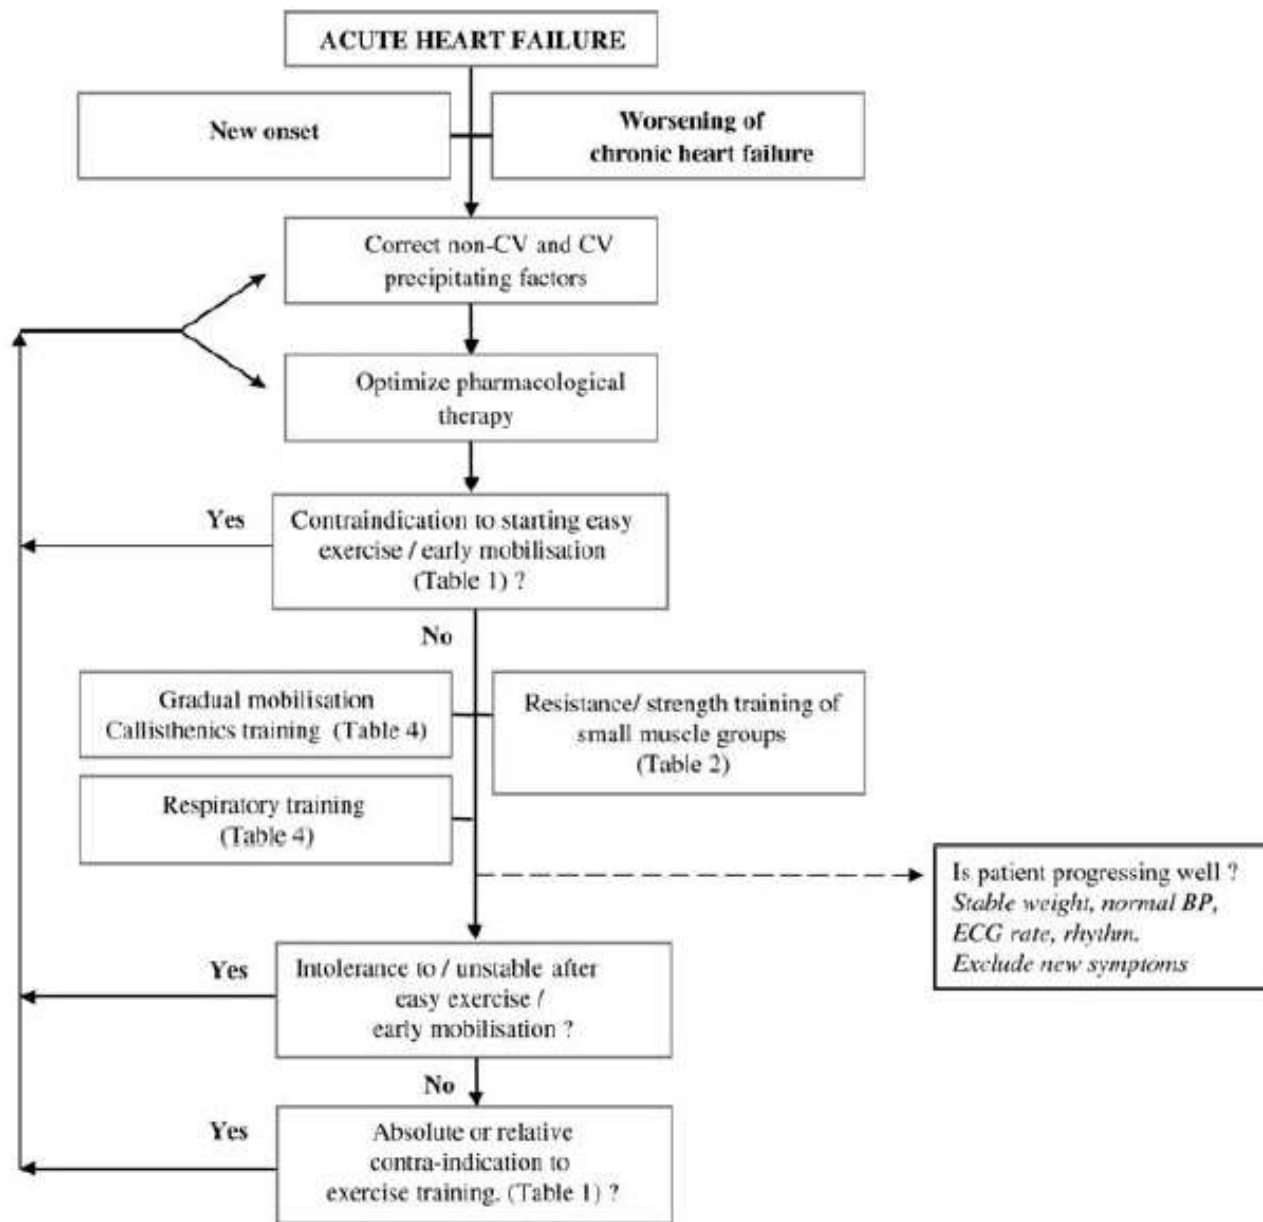 ACUTE HEART FAILURE
New onset
Worsening of
chronic heart failure
Correct non-CV and CV
precipitating factors
Optimize pharmacological
therapy
Yes
Contraindication to starting easy
exercise / early mobilisation
(Table 1) ?
No
Gradual mobilisation
Callisthenics training (Table 4)
Resistance/ strength training of
small muscle groups
(Table 2)
Respiratory training
(Table 4)
Is patient progressing well ?
Stable weight, normal BP,
ECG rate, rhythm.
Exclude new symptoms
Yes
Intolerance to / unstable after
easy exercise /
early mobilisation ?
No
Yes
Absolute or relative
contra-indication to
exercise training. (Table 1) ?